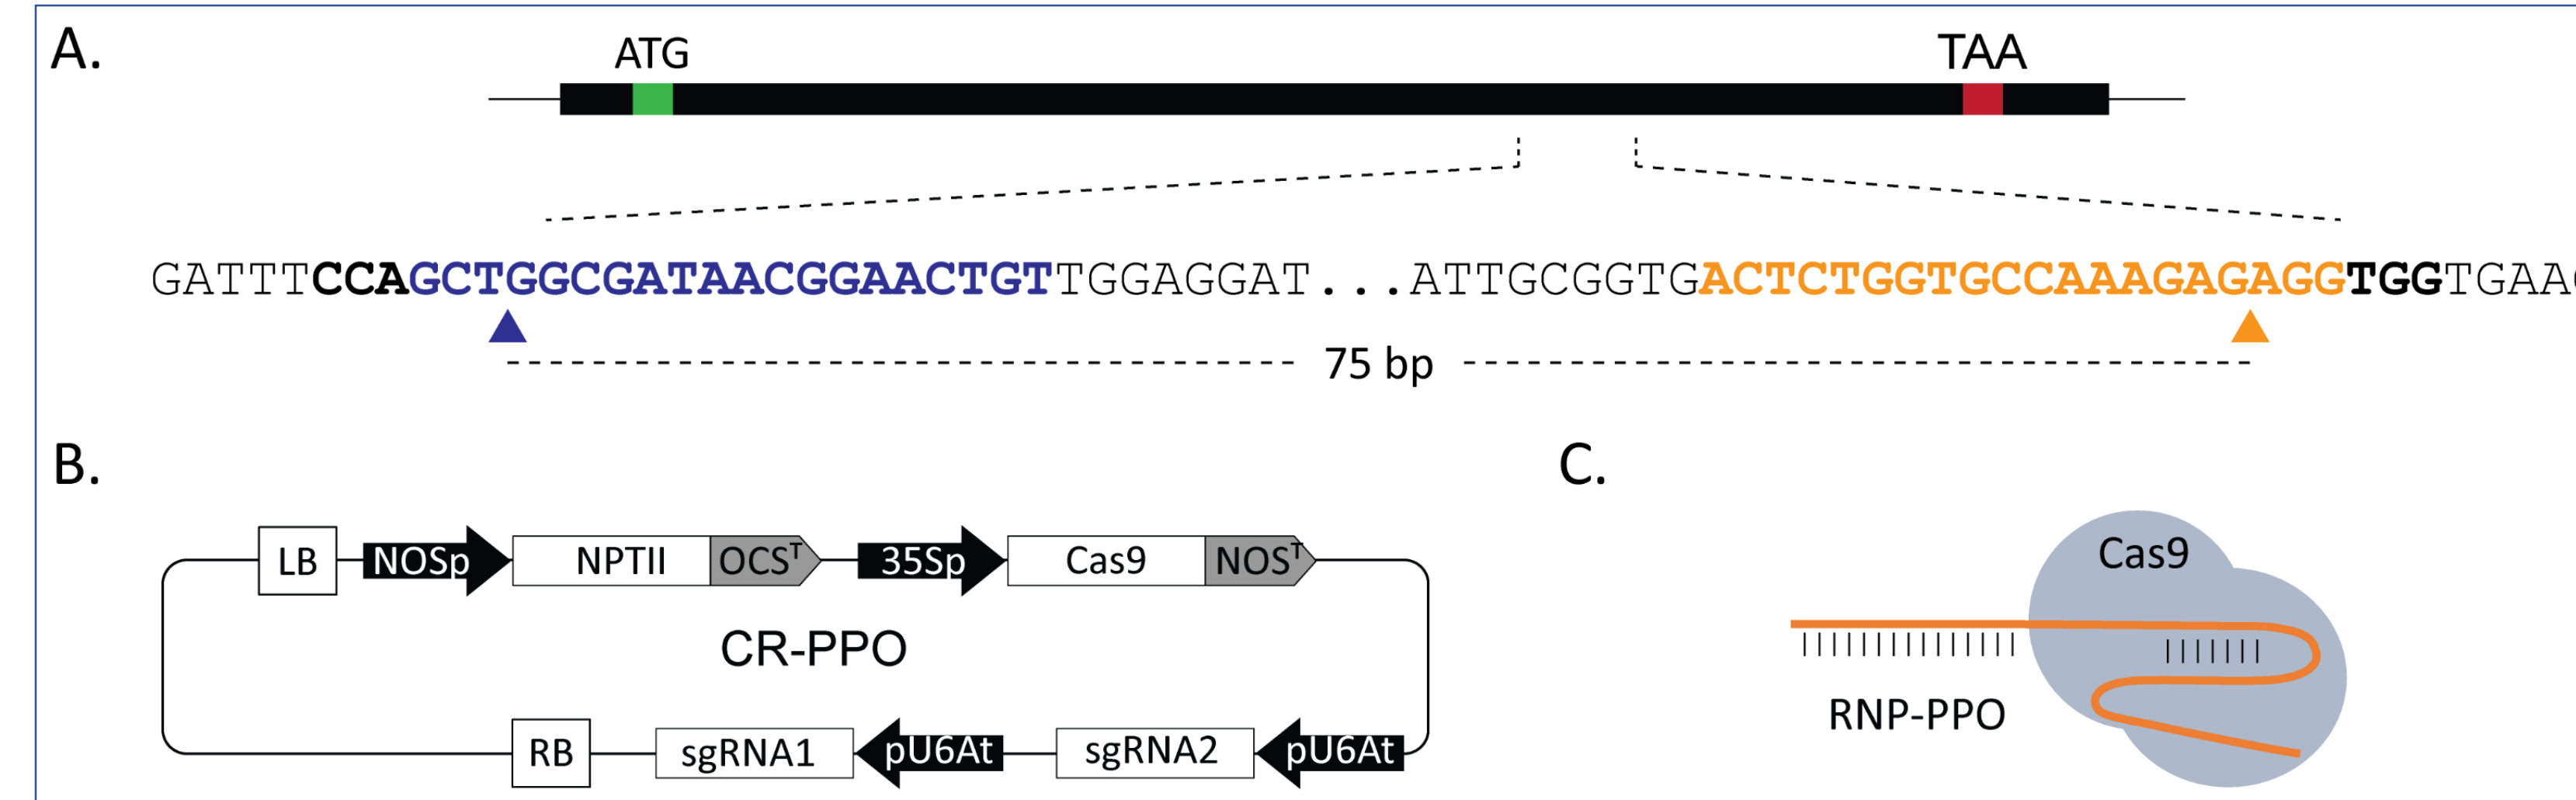 A.
ATG TAA
GATTTCCAGCTGGCGATAACGGAACTGTTGGAGGAT...ATTGCGGTGACTCTGGTGCCAAAGAGAGGTGGTGAA
75 bp
B. C.
LB NOSp NPTII OCSᵀ 35Sp Cas9 NOSᵀ
CR-PPO
RB sgRNA1 pU6At sgRNA2 pU6At
Cas9
RNP-PPO